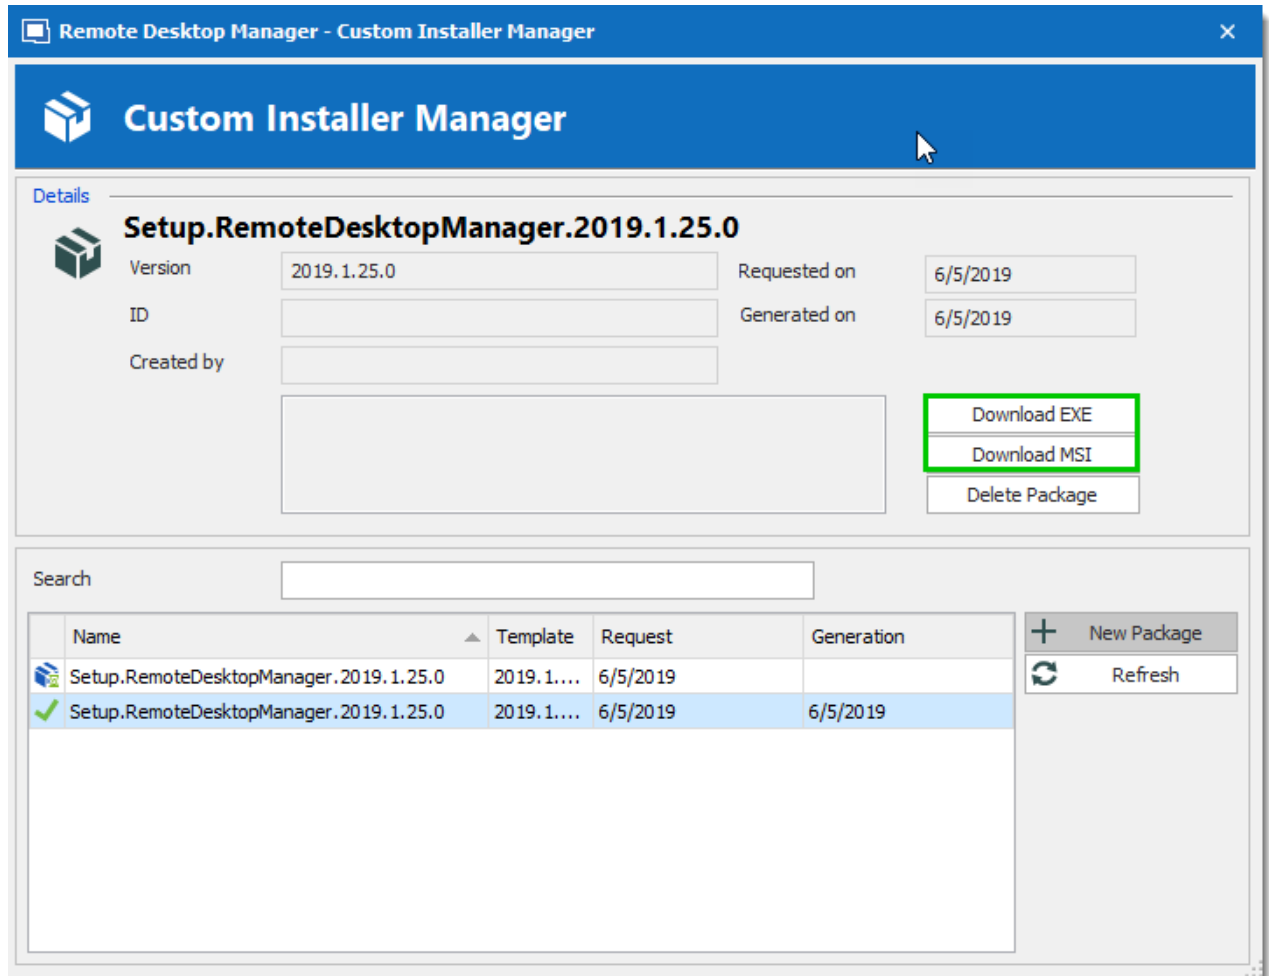 Remote Desktop Manager - Custom Installer Manager
Custom Installer Manager
Details
Setup.RemoteDesktopManager.2019.1.25.0
Version 2019.1.25.0 Requested on 6/5/2019
ID Generated on 6/5/2019
Created by
Download EXE
Download MSI
Delete Package
Search
Name Template Request Generation
Setup.RemoteDesktopManager.2019.1.25.0 2019.1.... 6/5/2019
Setup.RemoteDesktopManager.2019.1.25.0 2019.1.... 6/5/2019 6/5/2019
New Package
Refresh